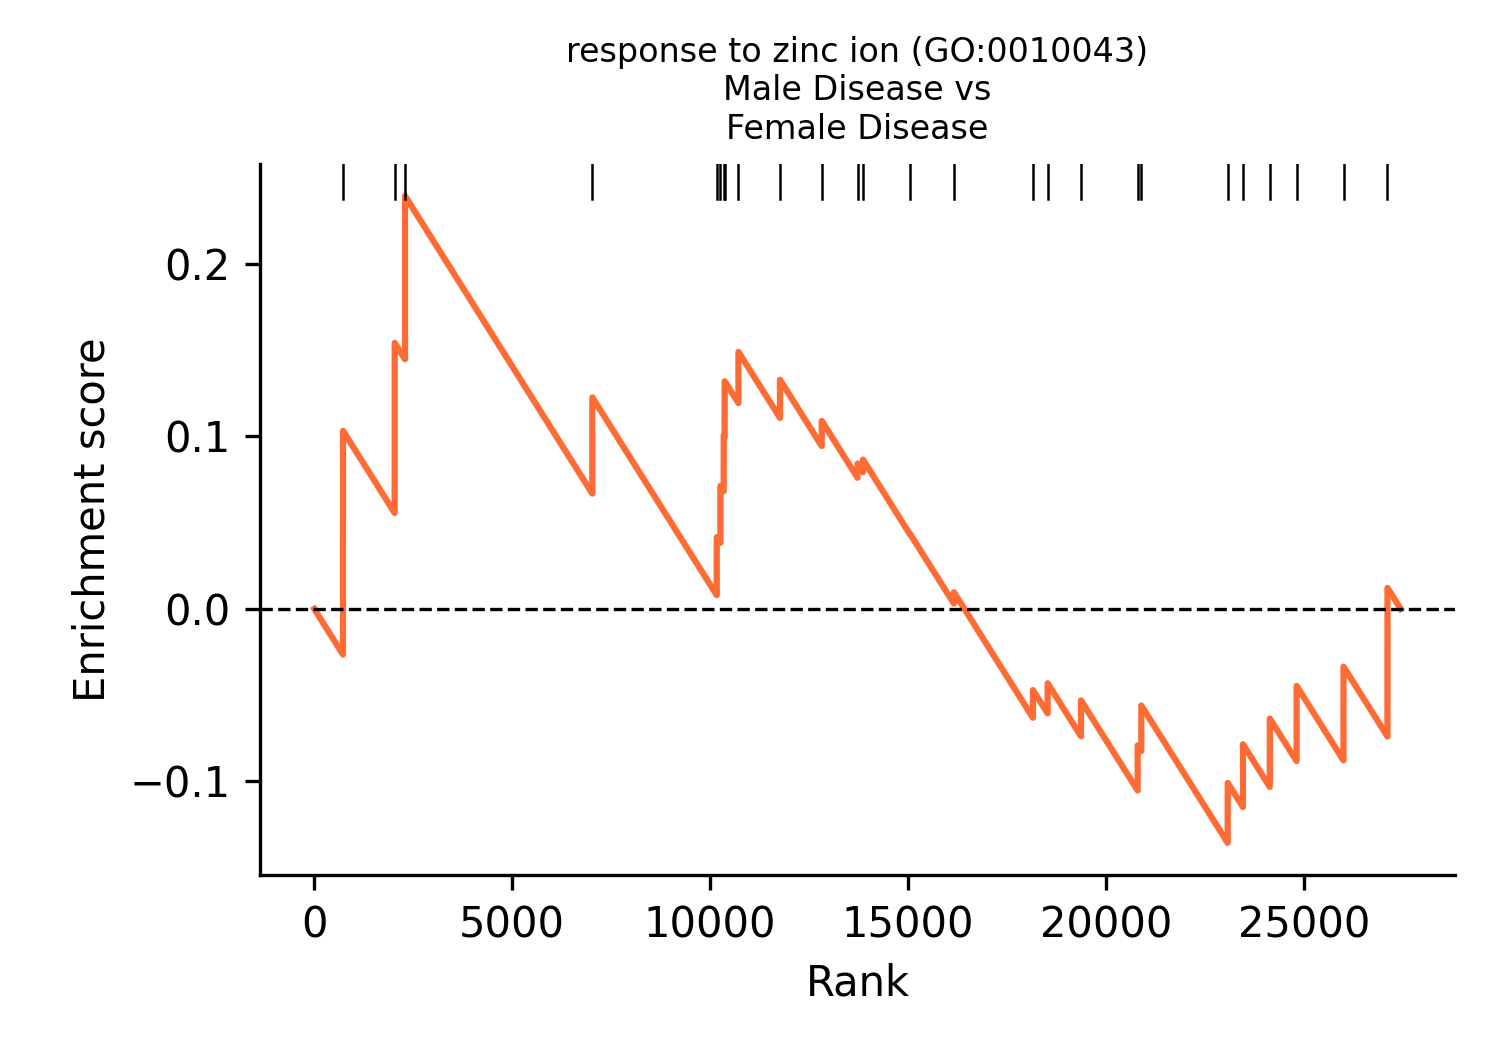 response to zinc ion (GO:0010043)
Male Disease vs
Female Disease
Enrichment score
0.2
0.1
0.0
−0.1
0
5000
10000
15000
20000
25000
Rank